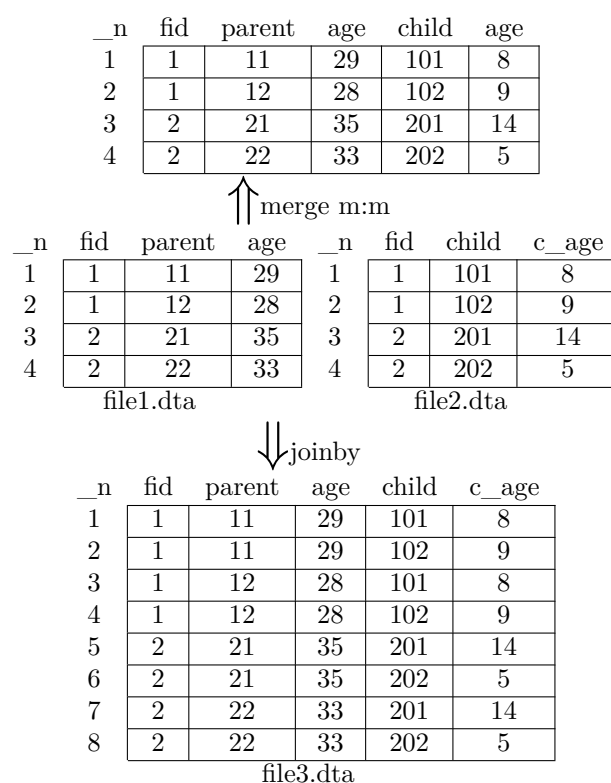 _n fid parent age child age
1 1 11 29 101 8
2 1 12 28 102 9
3 2 21 35 201 14
4 2 22 33 202 5
merge m:m
_n fid parent age _n fid child c_age
1 1 11 29 1 1 101 8
2 1 12 28 2 1 102 9
3 2 21 35 3 2 201 14
4 2 22 33 4 2 202 5
file1.dta file2.dta
joinby
_n fid parent age child c_age
1 1 11 29 101 8
2 1 11 29 102 9
3 1 12 28 101 8
4 1 12 28 102 9
5 2 21 35 201 14
6 2 21 35 202 5
7 2 22 33 201 14
8 2 22 33 202 5
file3.dta